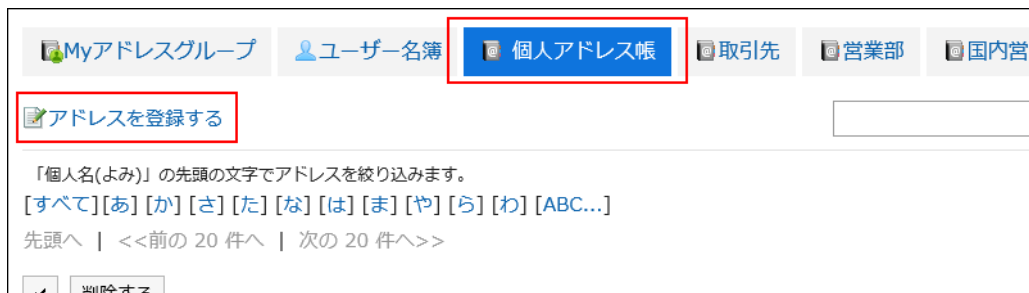 Myアドレスグループ ユーザー名簿 個人アドレス帳 取引先 営業部 国内営
アドレスを登録する
「個人名(よみ)」の先頭の文字でアドレスを絞り込みます。
[すべて][あ] [か] [さ] [た] [な] [は] [ま] [や] [ら] [わ] [ABC...]
先頭へ | <<前の 20 件へ | 次の 20 件へ>>
削除する